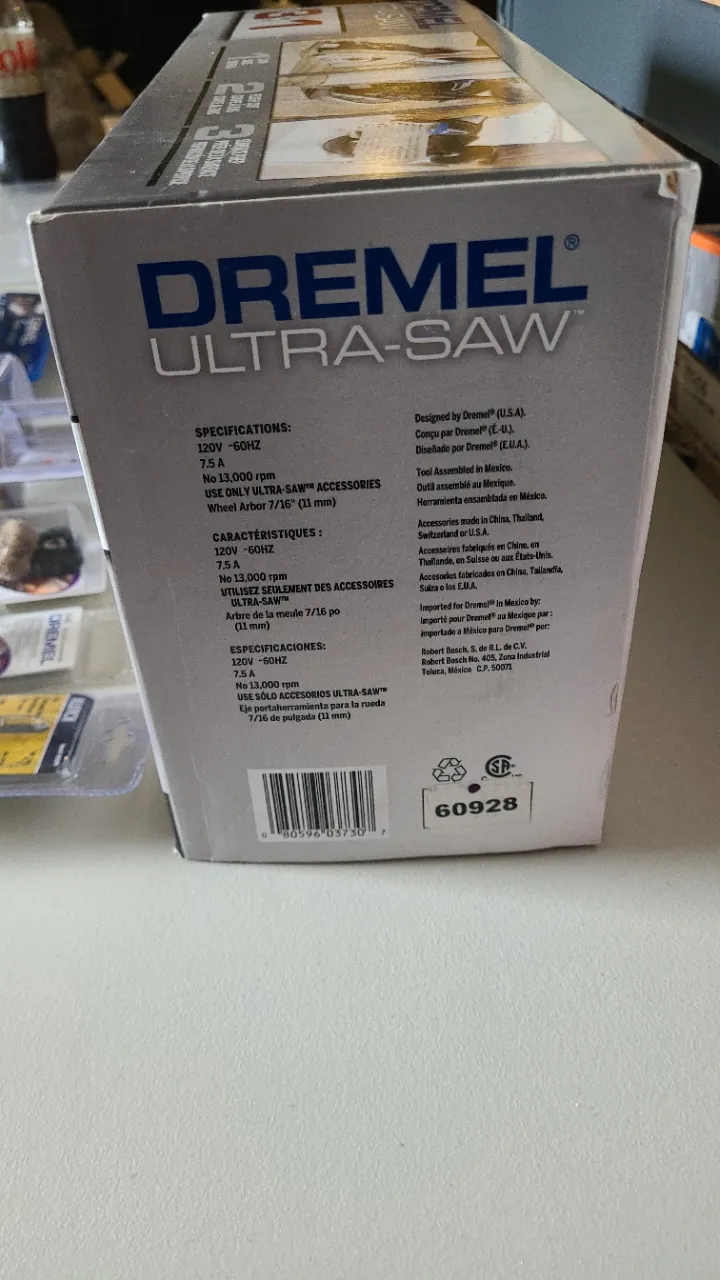 DREMEL®
ULTRA-SAW™
SPECIFICATIONS:
120V ~60HZ
7.5 A
No 13,000 rpm
USE ONLY ULTRA-SAW™ ACCESSORIES
Wheel Arbor 7/16" (11 mm)
CARACTÉRISTIQUES :
120V ~60HZ
7.5 A
No 13,000 rpm
UTILISEZ SEULEMENT DES ACCESSOIRES
ULTRA-SAW™
Arbre de la meule 7/16 po
(11 mm)
ESPECIFICACIONES:
120V ~60HZ
7.5 A
No 13,000 rpm
USE SÓLO ACCESORIOS ULTRA-SAW™
Eje portaherramienta para la rueda
7/16 de pulgada (11 mm)
Designed by Dremel® (U.S.A).
Conçu par Dremel® (É.-U.).
Diseñado por Dremel® (E.U.A.).
Tool Assembled in Mexico.
Outil assemblé au Mexique.
Herramienta ensamblada en México.
Accessories made in China, Thailand,
Switzerland or U.S.A.
Accessoires fabriqués en Chine, en
Thaïlande, en Suisse ou aux États-Unis.
Accesorios fabricados en China, Tailandia,
Suiza o los E.U.A.
Imported for Dremel® in Mexico by:
Importé pour Dremel® au Mexique par :
Importado a México para Dremel® por:
Robert Bosch, S. de R.L. de C.V.
Robert Bosch No. 405, Zona Industrial
Toluca, México C.P. 50071
0 80596 03730 7
SA
60928
DREMEL